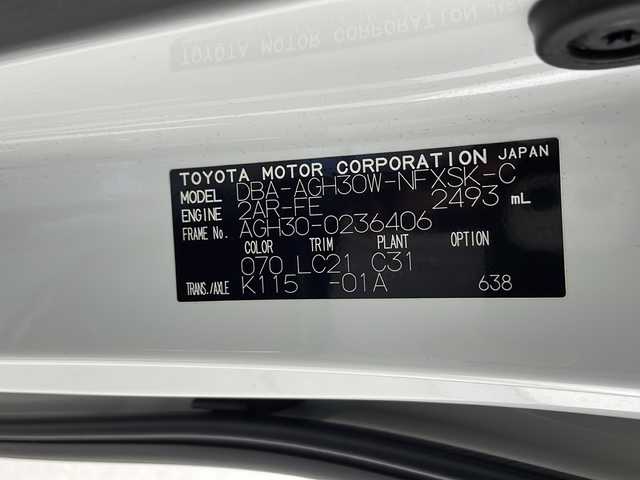 TOYOTA MOTOR CORPORATION JAPAN
MODEL DBA-AGH30W-NFXSK-C
ENGINE 2AR-FE 2493 mL
FRAME No. AGH30-0236406
COLOR TRIM PLANT OPTION
070 LC21 C31
TRANS./AXLE K115 -01A 638